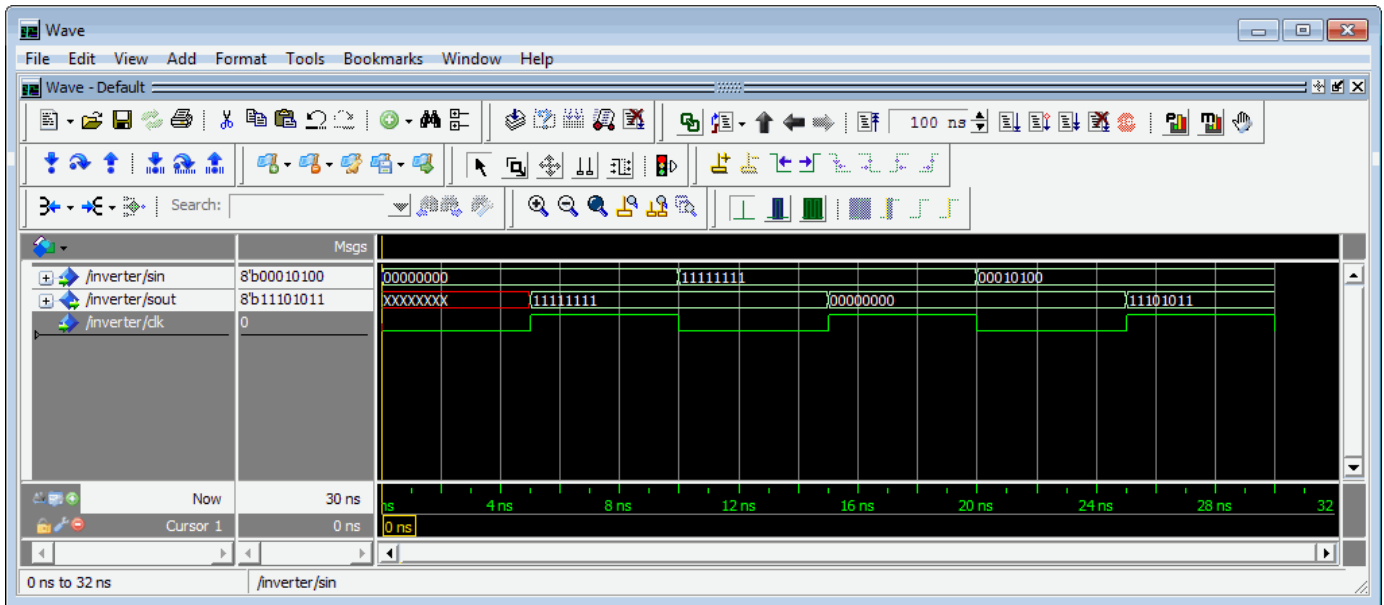 Wave
File Edit View Add Format Tools Bookmarks Window Help
Wave - Default
100 ns
Search:
Msgs
/inverter/sin 8'b00010100 00000000 11111111 00010100
/inverter/sout 8'b11101011 XXXXXXXX 11111111 00000000 11101011
/inverter/clk 0
Now 30 ns ns 4 ns 8 ns 12 ns 16 ns 20 ns 24 ns 28 ns 32
Cursor 1 0 ns 0 ns
0 ns to 32 ns /inverter/sin